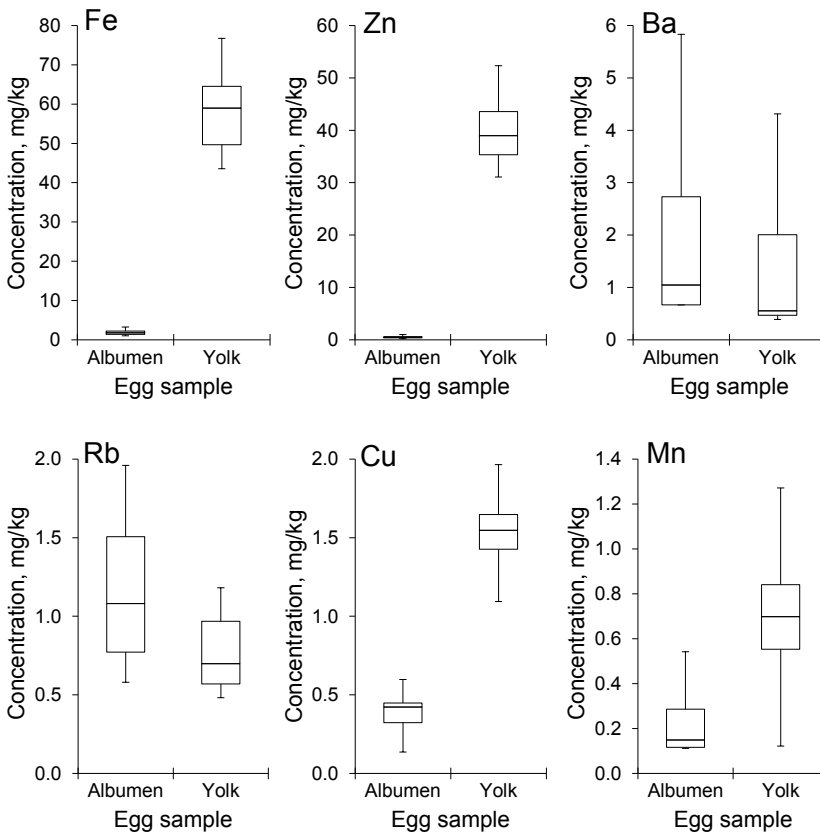 Fe
Concentration, mg/kg
80
70
60
50
40
30
20
10
0
Albumen Yolk
Egg sample
Zn
Concentration, mg/kg
60
50
40
30
20
10
0
Albumen Yolk
Egg sample
Ba
Concentration, mg/kg
6
5
4
3
2
1
0
Albumen Yolk
Egg sample
Rb
Concentration, mg/kg
2.0
1.5
1.0
0.5
0.0
Albumen Yolk
Egg sample
Cu
Concentration, mg/kg
2.0
1.5
1.0
0.5
0.0
Albumen Yolk
Egg sample
Mn
Concentration, mg/kg
1.4
1.2
1.0
0.8
0.6
0.4
0.2
0.0
Albumen Yolk
Egg sample